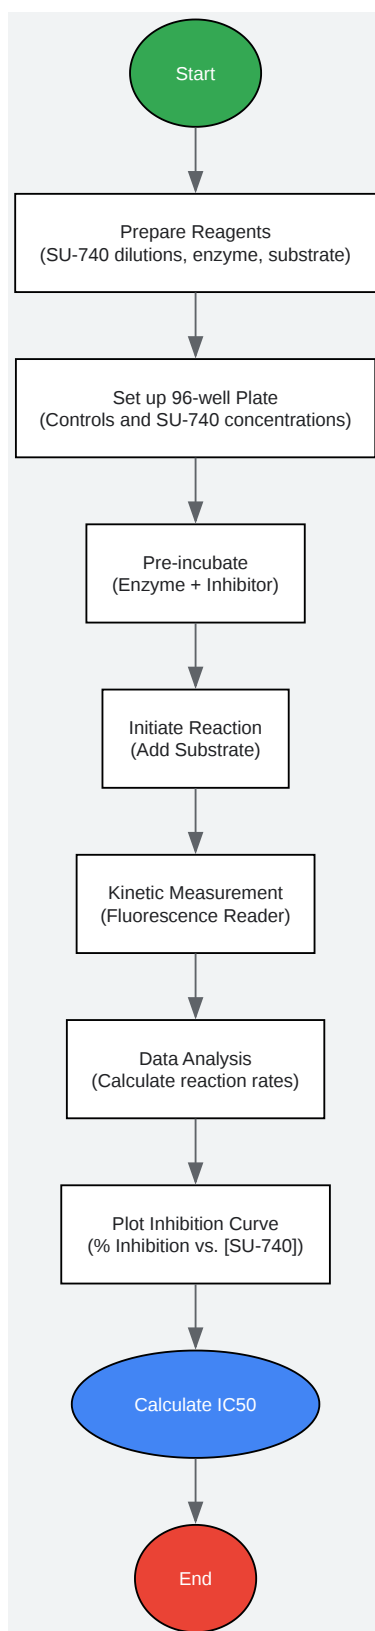 Start
Prepare Reagents
(SU-740 dilutions, enzyme, substrate)
Set up 96-well Plate
(Controls and SU-740 concentrations)
Pre-incubate
(Enzyme + Inhibitor)
Initiate Reaction
(Add Substrate)
Kinetic Measurement
(Fluorescence Reader)
Data Analysis
(Calculate reaction rates)
Plot Inhibition Curve
(% Inhibition vs. [SU-740])
Calculate IC50
End